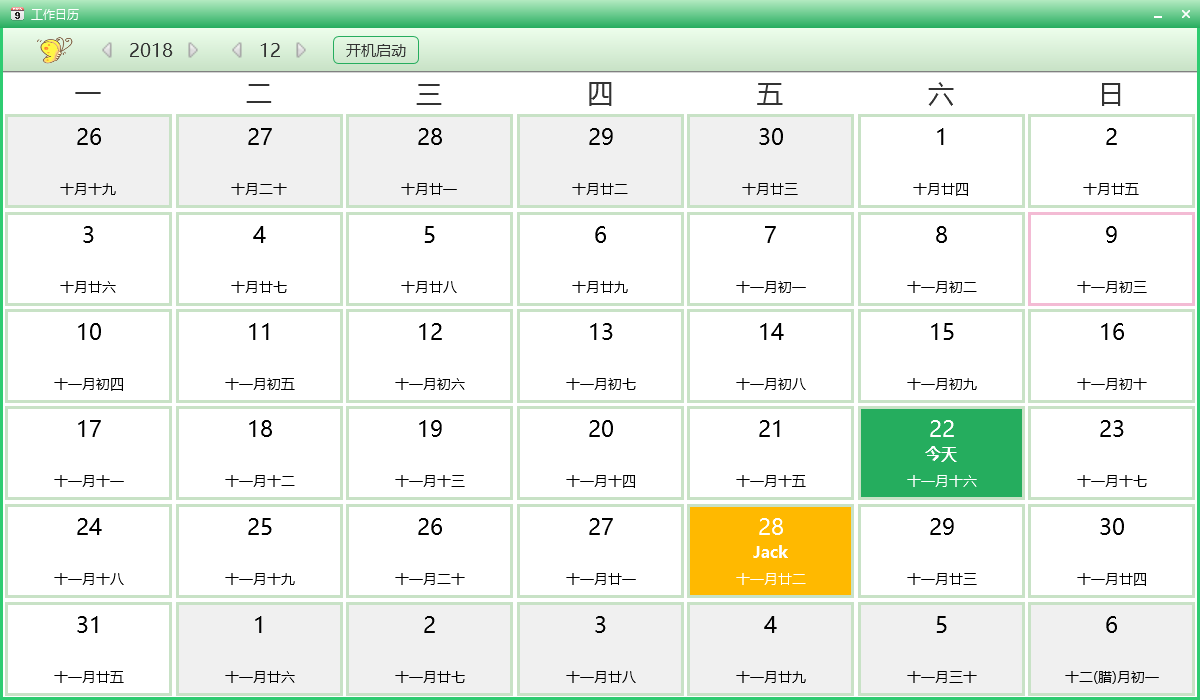 工作日历
2018 12 开机启动
一 二 三 四 五 六 日
26 27 28 29 30 1 2
十月十九 十月二十 十月廿一 十月廿二 十月廿三 十月廿四 十月廿五
3 4 5 6 7 8 9
十月廿六 十月廿七 十月廿八 十月廿九 十一月初一 十一月初二 十一月初三
10 11 12 13 14 15 16
十一月初四 十一月初五 十一月初六 十一月初七 十一月初八 十一月初九 十一月初十
17 18 19 20 21 22 23
今天
十一月十一 十一月十二 十一月十三 十一月十四 十一月十五 十一月十六 十一月十七
24 25 26 27 28 29 30
Jack
十一月十八 十一月十九 十一月二十 十一月廿一 十一月廿二 十一月廿三 十一月廿四
31 1 2 3 4 5 6
十一月廿五 十一月廿六 十一月廿七 十一月廿八 十一月廿九 十一月三十 十二(腊)月初一